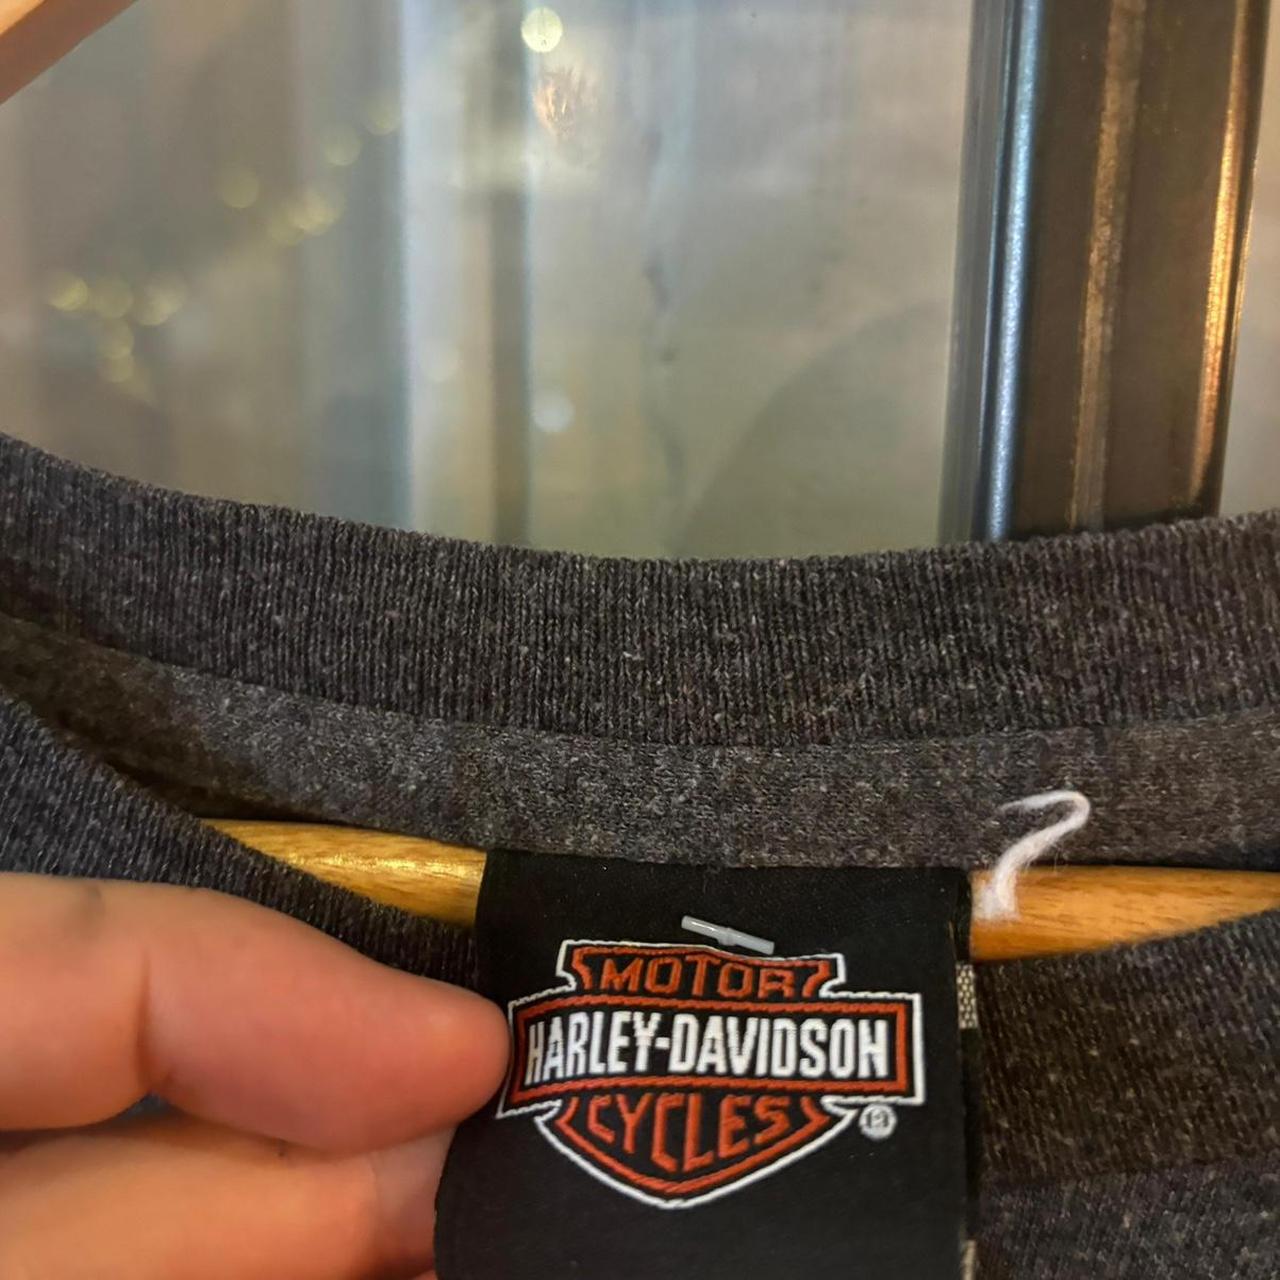 MOTOR
HARLEY-DAVIDSON
CYCLES
®